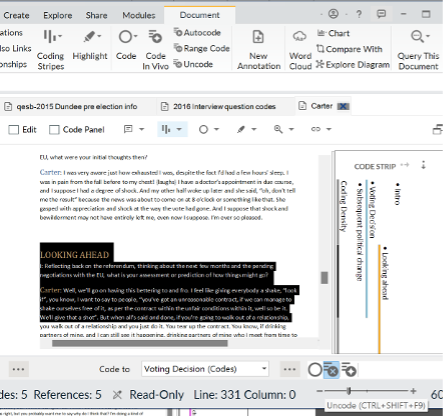 Create Explore Share Modules Document
ations
lso Links
onships
Coding
Stripes
Highlight
Code
Code
In Vivo
Autocode
Range Code
Uncode
New
Annotation
Word
Cloud
Chart
Compare With
Explore Diagram
Query This
Document
qesb-2015 Dundee pre election info
2016 Interview question codes
Carter
Edit
Code Panel
EU, what were your initial thoughts then?
Carter: I was very aware just how exhausted I was, despite the fact I'd had a few hours' sleep. I
was in pain from the fall before to my chest! (laughs) I have a doctor's appointment in due course,
and I suppose I had a degree of shock. And my other half woke up later and she said, "oh, don't tell
me the result" because the news was about to come on at 8 o'clock or something like that. She
gasped with appreciation and shock at the way the vote had gone. And I suppose that shock and
bewilderment may not have entirely left me, even now I suppose. I'm over so pleased.
LOOKING AHEAD
I: Reflecting back on the referendum, thinking about the next few months and the pending
negotiations with the EU, what is your assessment or prediction of how things might go?
Carter: Well, we'll go on having this bettering to and fro. I feel like giving everybody a shake, "look
if", you know, I want to say to people, "you've got an unreasonable contract, if we can manage to
shake ourselves free of it, as per the contract within the unfair conditions within it, well so be it.
We'll give that a shot". But when all's said and done, if you're going to walk out of a relationship,
you walk out of a relationship and you just do it. You tear up the contract. You know, if drinking
partners of mine, and I can still see it happening, drinking partners of mine who I meet from time to
CODE STRIP
Intro
Looking ahead
Voting Decision
Subsequent political change
Coding Density
Code to
Voting Decision (Codes)
des: 5 References: 5 Read-Only Line: 331 Column: 0
Uncode (CTRL+SHIFT+F9)
60